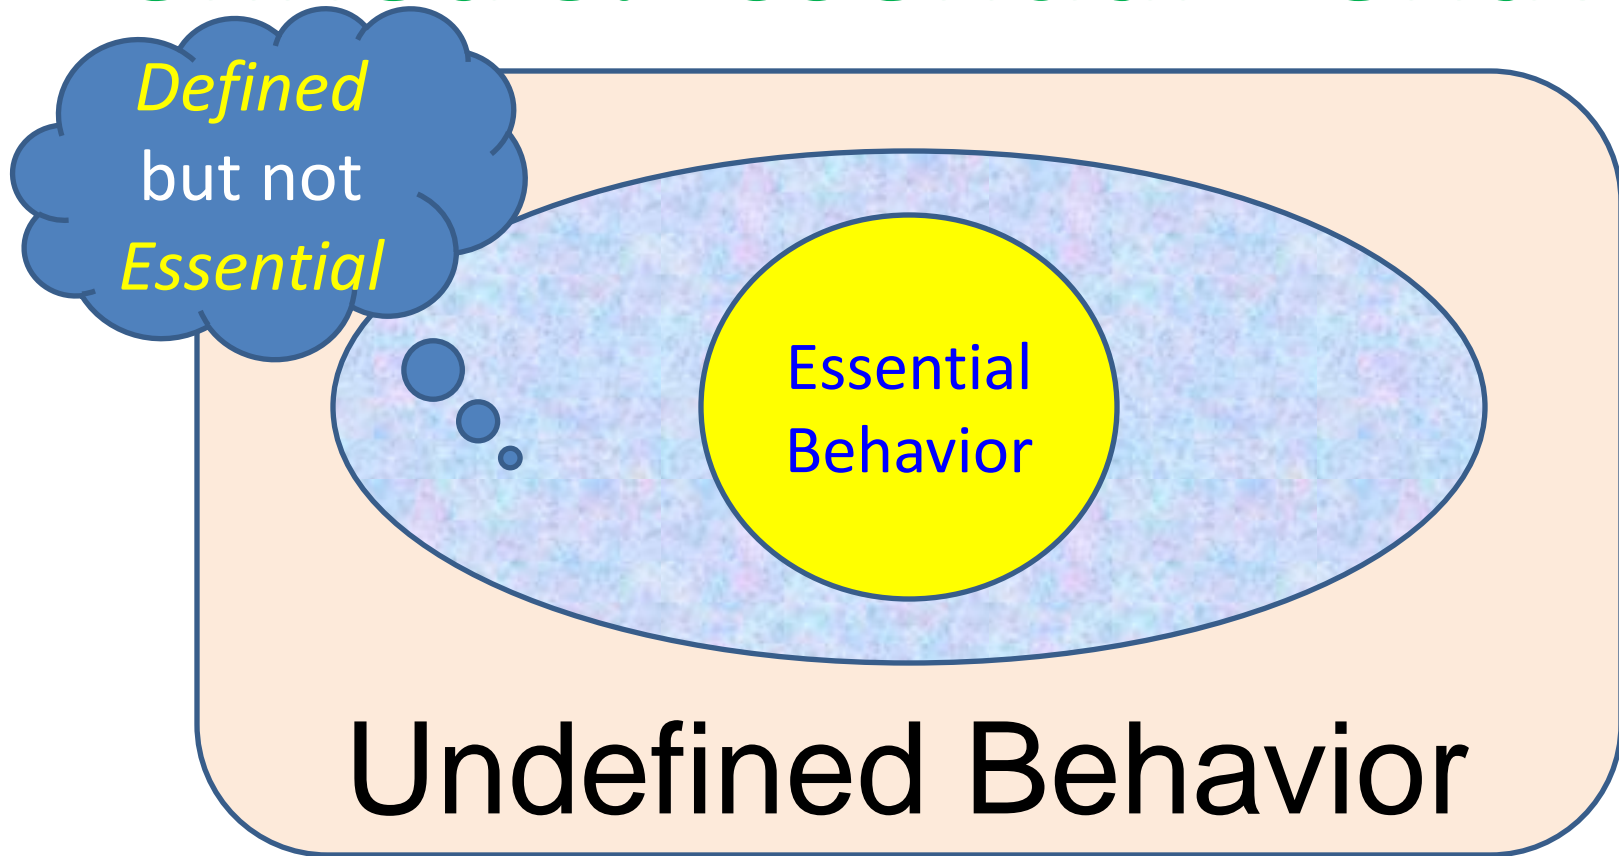 Defined
but not
Essential
Essential
Behavior
Undefined Behavior